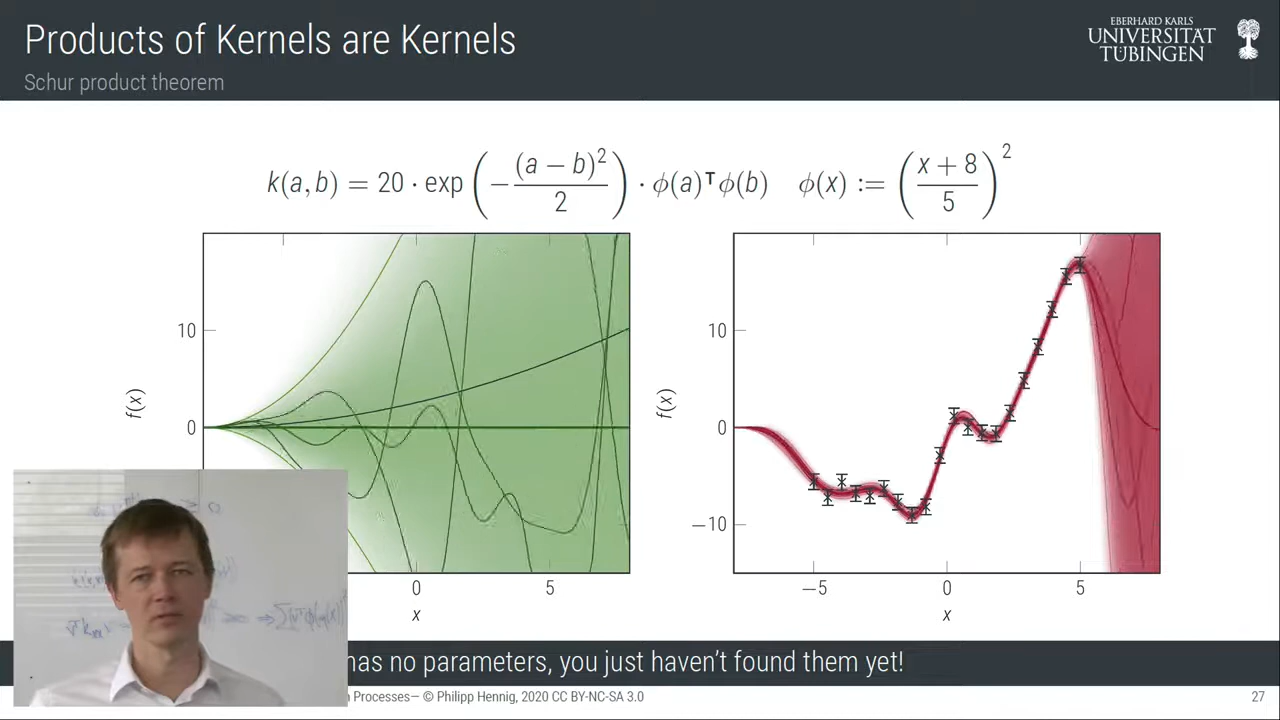 Products of Kernels are Kernels
Schur product theorem
EBERHARD KARLS
UNIVERSITÄT
TÜBINGEN
k(a, b) = 20 · exp (−(a − b)²/2) · ϕ(a)ᵀϕ(b) ϕ(x) := ((x + 8)/5)²
10
0
f(x)
0
5
x
10
0
−10
f(x)
−5
0
5
x
has no parameters, you just haven't found them yet!
Processes— © Philipp Hennig, 2020 CC BY-NC-SA 3.0
27